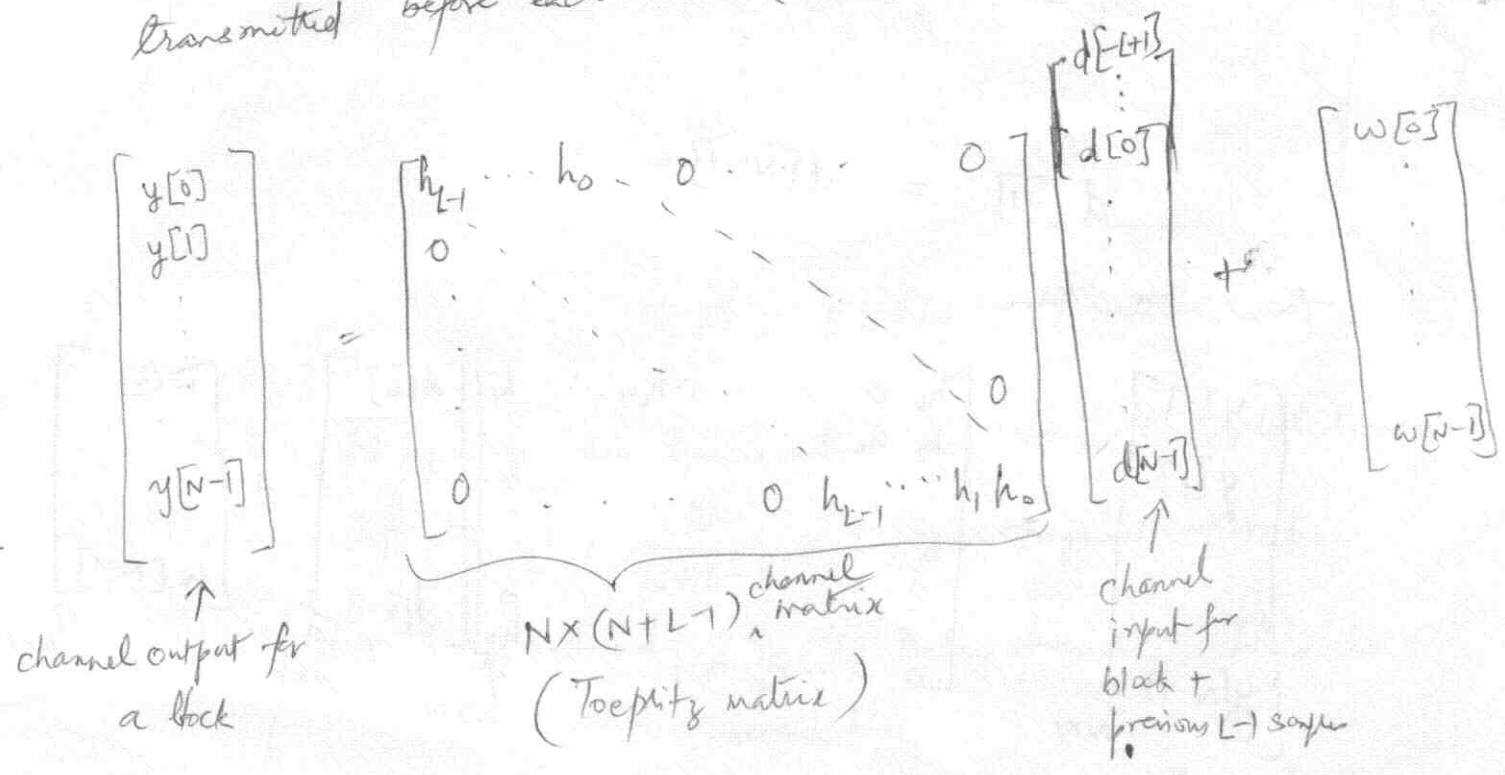 transmitted before
d[-L+1]
⋮
[ y[0] y[1] ⋮ y[N-1] ] = [ h_{L-1} ... h_0 0 ... 0
0
⋮
0
0 . . . 0 h_{L-1} .... h_1 h_0 ] [ d[0] ⋮ d[N-1] ] + [ w[0] ⋮ w[N-1] ]
↑
channel output for
a block
N×(N+L-1) channel
matrix
(Toeplitz matrix)
↑
channel
input for
block +
previous L-1 samples